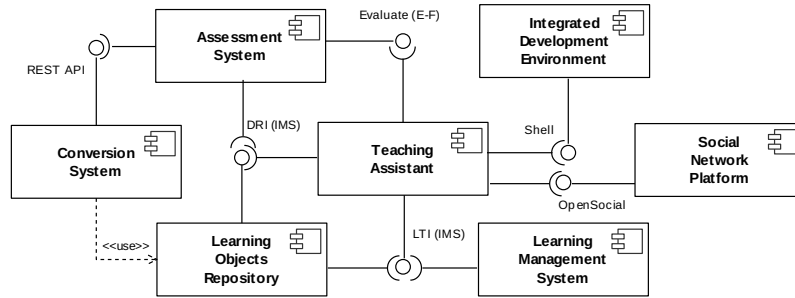 Evaluate (E-F)
Assessment
System
Integrated
Development
Environment
REST API
DRI (IMS)
Shell
Conversion
System
Teaching
Assistant
Social
Network
Platform
OpenSocial
<<use>>
Learning
Objects
Repository
LTI (IMS)
Learning
Management
System